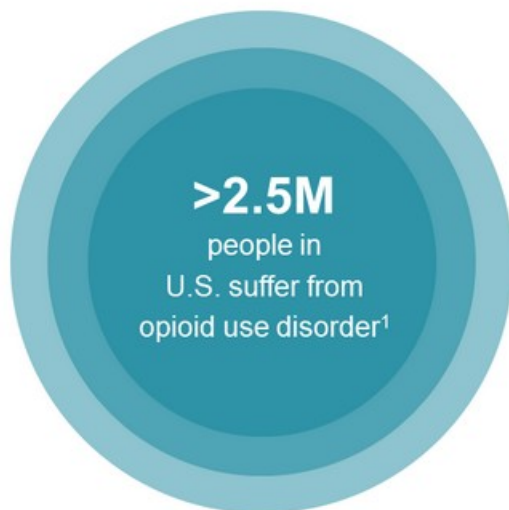 >2.5M
people in
U.S. suffer from
opioid use disorder¹